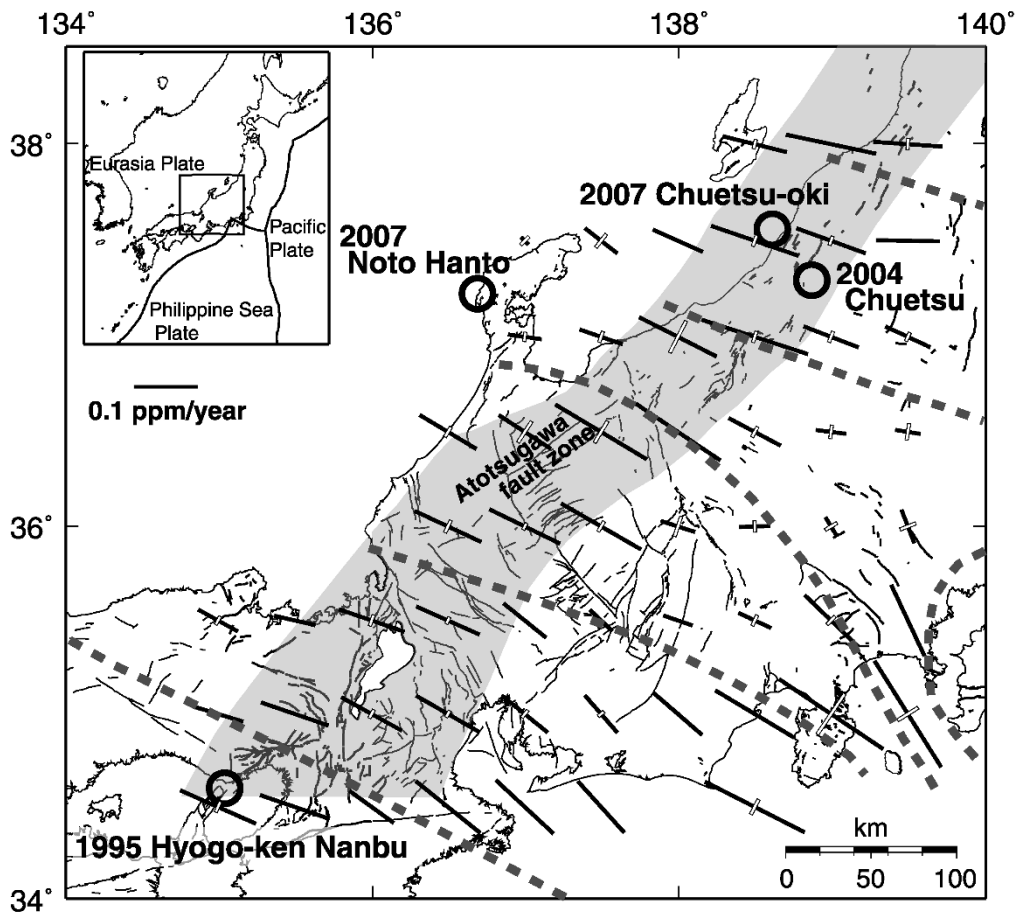 134˚ 136˚ 138˚ 140˚
38˚
36˚
34˚
Eurasia Plate
Pacific
Plate
Philippine Sea
Plate
0.1 ppm/year
2007 Chuetsu-oki
2007
Noto Hanto
2004
Chuetsu
Atotsugawa
fault zone
1995 Hyogo-ken Nanbu
km
0 50 100